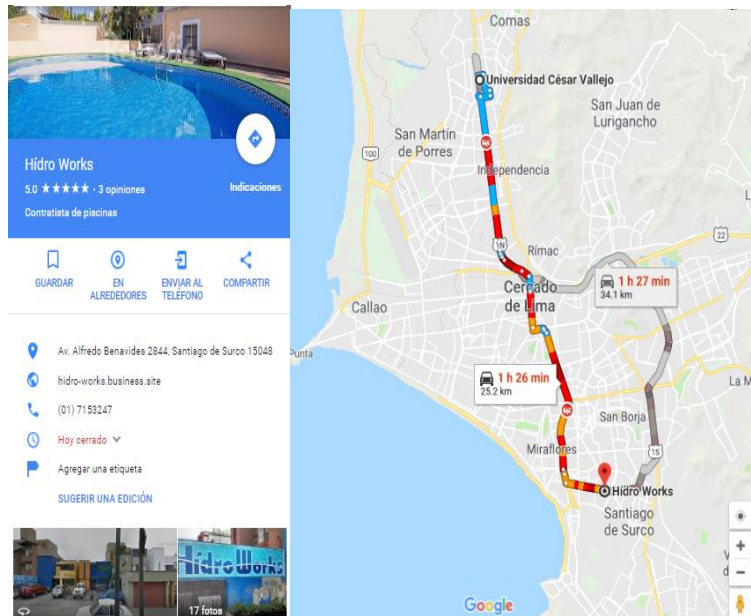 Hidro Works
5.0 ★★★★★ · 3 opiniones
Contratista de piscinas
Indicaciones
GUARDAR
EN ALREDEDORES
ENVIAR AL TELÉFONO
COMPARTIR
Av. Alfredo Benavides 2844, Santiago de Surco 15048
hidro-works.business.site
(01) 7153247
Hoy cerrado
Agregar una etiqueta
SUGERIR UNA EDICIÓN
Hidro Works
17 fotos
Comas
Universidad César Vallejo
San Juan de
Lurigancho
San Martín
de Porres
100
Independencia
22
1N
Rímac
Cercado
de Lima
1 h 27 min
34.1 km
Callao
Punta
1 h 26 min
25.2 km
La M
San Borja
Miraflores
1S
Hidro Works
Santiago
de Surco
Google